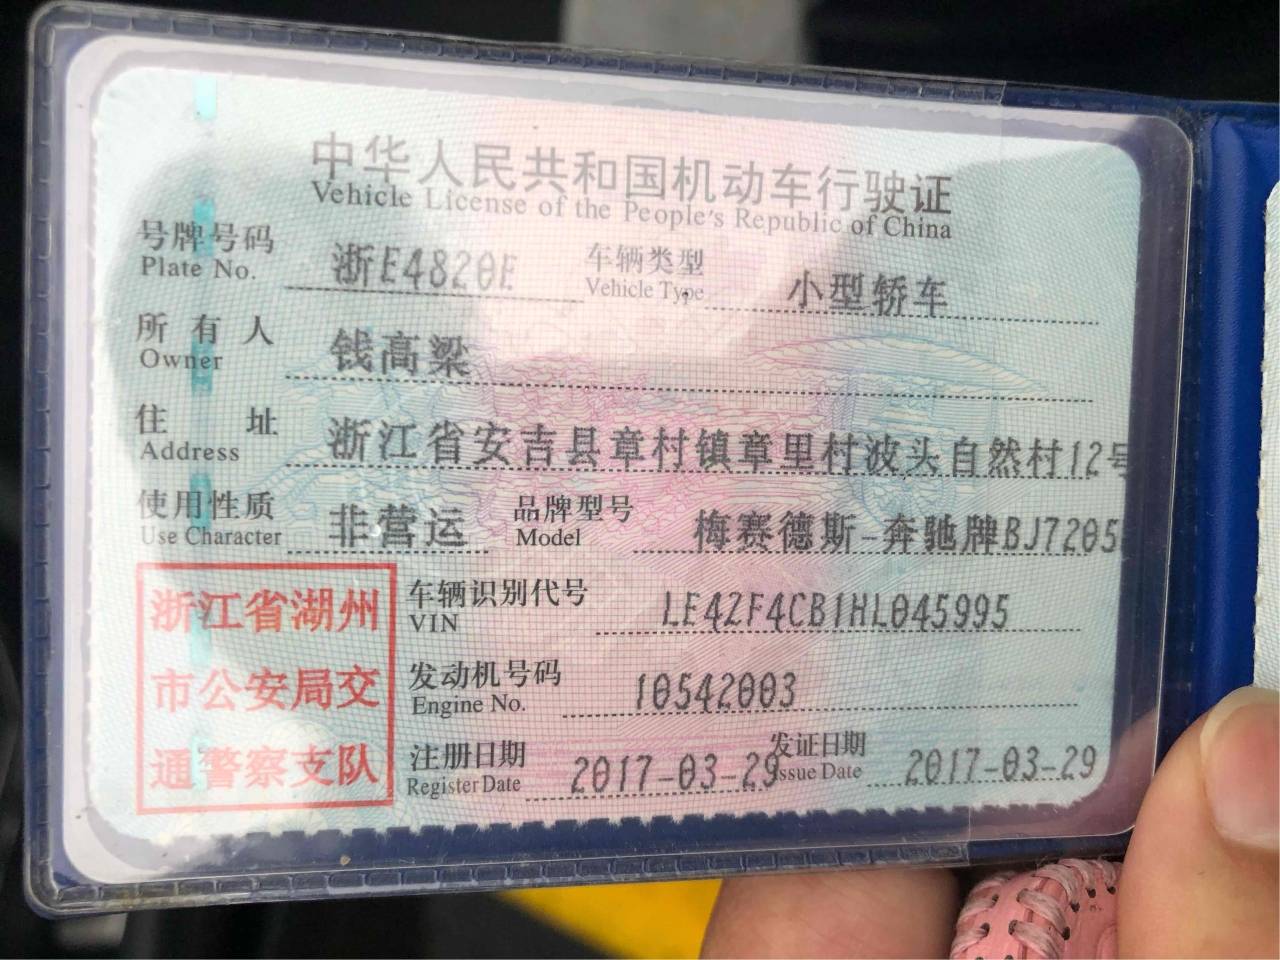 中华人民共和国机动车行驶证
Vehicle License of the People's Republic of China
号牌号码 浙E4820E 车辆类型 小型轿车
Plate No. Vehicle Type
所有人 钱高梁
Owner
住址 浙江省安吉县章村镇章里村波头自然村12号
Address
使用性质 非营运 品牌型号 梅赛德斯-奔驰牌BJ7205
Use Character Model
浙江省湖州
市公安局交
通警察支队
车辆识别代号 LE42F4CB1HL045995
VIN
发动机号码 10542003
Engine No.
注册日期 2017-03-29 发证日期 2017-03-29
Register Date Issue Date